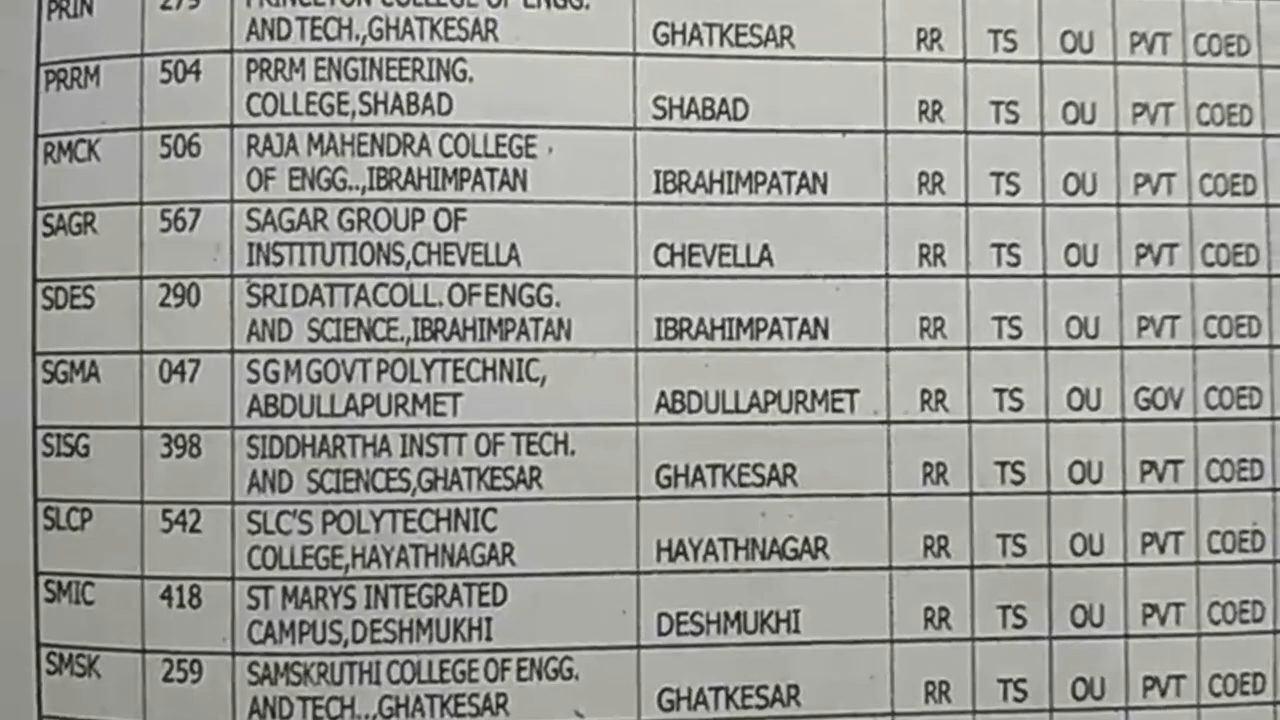 PRIN 279 PRINCETON COLLEGE OF ENGG.
AND TECH.,GHATKESAR GHATKESAR RR TS OU PVT COED
PRRM 504 PRRM ENGINEERING.
COLLEGE,SHABAD SHABAD RR TS OU PVT COED
RMCK 506 RAJA MAHENDRA COLLEGE
OF ENGG..,IBRAHIMPATAN IBRAHIMPATAN RR TS OU PVT COED
SAGR 567 SAGAR GROUP OF
INSTITUTIONS,CHEVELLA CHEVELLA RR TS OU PVT COED
SDES 290 SRI DATTA COLL. OF ENGG.
AND SCIENCE.,IBRAHIMPATAN IBRAHIMPATAN RR TS OU PVT COED
SGMA 047 S G M GOVT POLYTECHNIC,
ABDULLAPURMET ABDULLAPURMET RR TS OU GOV COED
SISG 398 SIDDHARTHA INSTT OF TECH.
AND SCIENCES,GHATKESAR GHATKESAR RR TS OU PVT COED
SLCP 542 SLC'S POLYTECHNIC
COLLEGE,HAYATHNAGAR HAYATHNAGAR RR TS OU PVT COED
SMIC 418 ST MARYS INTEGRATED
CAMPUS,DESHMUKHI DESHMUKHI RR TS OU PVT COED
SMSK 259 SAMSKRUTHI COLLEGE OF ENGG.
AND TECH..,GHATKESAR GHATKESAR RR TS OU PVT COED